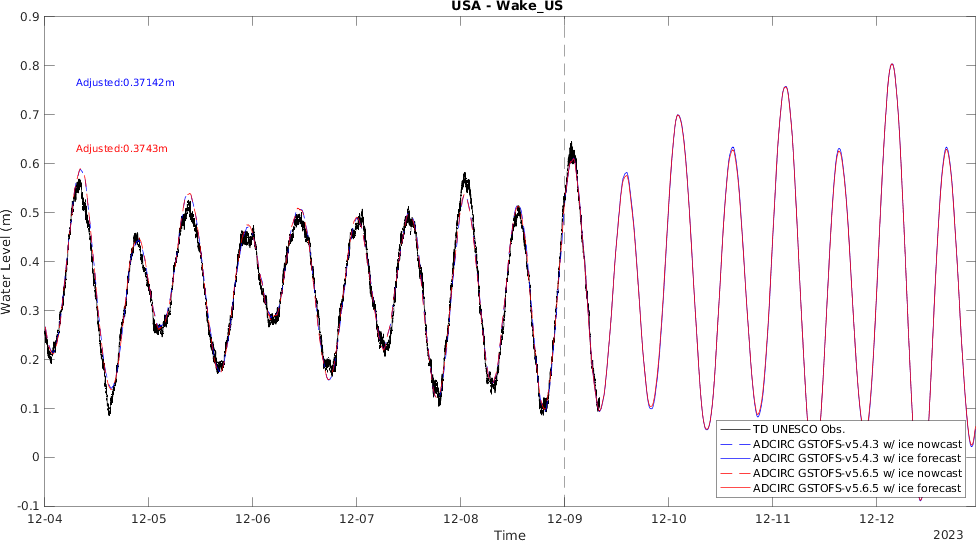 USA - Wake_US
0.9
0.8
0.7
0.6
0.5
0.4
0.3
0.2
0.1
0
-0.1
Water Level (m)
Adjusted:0.37142m
Adjusted:0.3743m
TD UNESCO Obs.
ADCIRC GSTOFS-v5.4.3 w/ ice nowcast
ADCIRC GSTOFS-v5.4.3 w/ ice forecast
ADCIRC GSTOFS-v5.6.5 w/ ice nowcast
ADCIRC GSTOFS-v5.6.5 w/ ice forecast
12-04 12-05 12-06 12-07 12-08 12-09 12-10 12-11 12-12
Time
2023